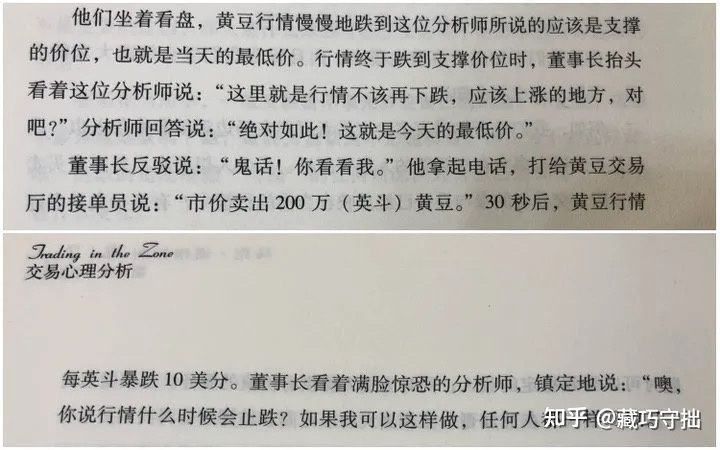 他们坐着看盘，黄豆行情慢慢地跌到这位分析师所说的应该是支撑
的价位，也就是当天的最低价。行情终于跌到支撑价位时，董事长抬头
看着这位分析师说：“这里就是行情不该再下跌，应该上涨的地方，对
吧？”分析师回答说：“绝对如此！这就是今天的最低价。”
董事长反驳说：“鬼话！你看看我。”他拿起电话，打给黄豆交易
厅的接单员说：“市价卖出200万（英斗）黄豆。”30秒后，黄豆行情
Trading in the Zone
交易心理分析
每英斗暴跌10美分。董事长看着满脸惊恐的分析师，镇定地说：“噢，
你说行情什么时候会止跌？如果我可以这样做，任何人
知乎 @藏巧守拙